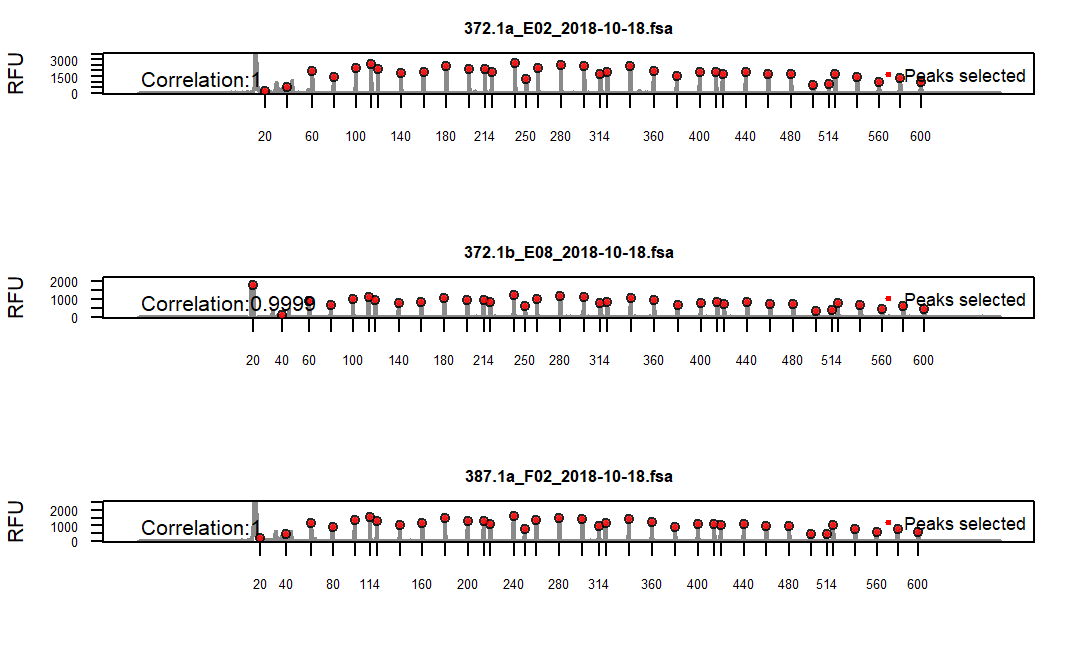 372.1a_E02_2018-10-18.fsa
RFU
3000
1500
0
Correlation:1
Peaks selected
20 60 100 140 180 214 250 280 314 360 400 440 480 514 560 600
372.1b_E08_2018-10-18.fsa
RFU
2000
1000
0
Correlation:0.9999
Peaks selected
20 40 60 100 140 180 214 250 280 314 360 400 440 480 514 560 600
387.1a_F02_2018-10-18.fsa
RFU
2000
1000
0
Correlation:1
Peaks selected
20 40 80 114 160 200 240 280 314 360 400 440 480 514 560 600